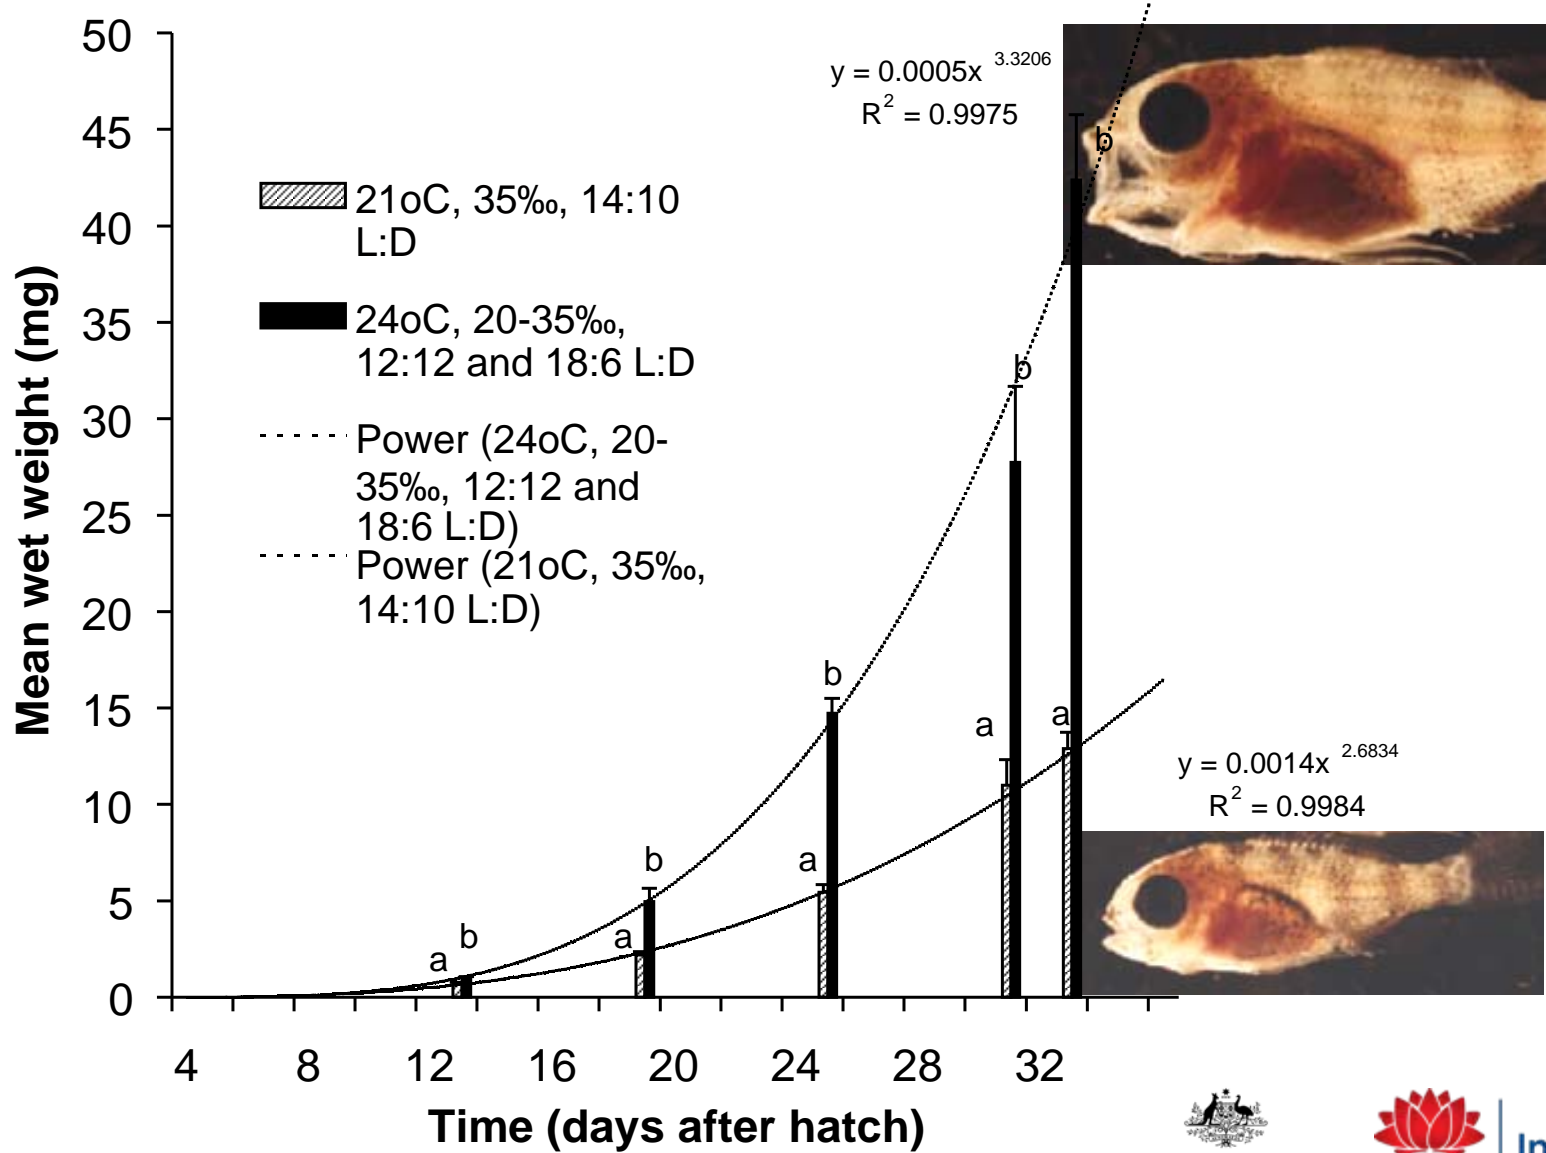 50
45
40
35
30
25
20
15
10
5
0
Mean wet weight (mg)
21oC, 35‰, 14:10
L:D
24oC, 20-35‰,
12:12 and 18:6 L:D
Power (24oC, 20-
35‰, 12:12 and
18:6 L:D)
Power (21oC, 35‰,
14:10 L:D)
y = 0.0005x 3.3206
R2 = 0.9975
y = 0.0014x 2.6834
R2 = 0.9984
a
b
a
b
a
b
a
b
a
b
4 8 12 16 20 24 28 32
Time (days after hatch)
In